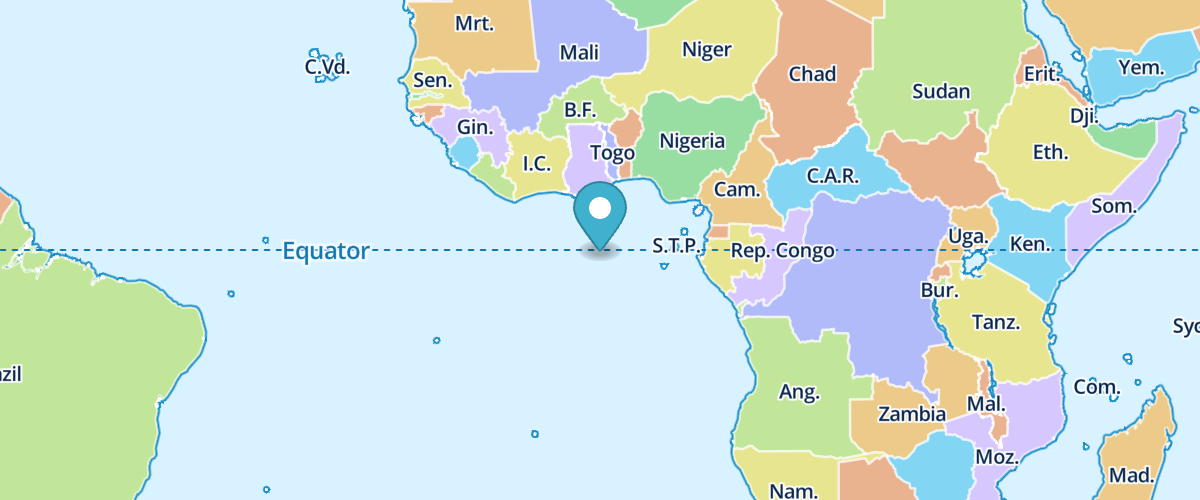 Mrt.
Mali
Niger
Chad
Sudan
Erit.
Yem.
C.Vd.
Sen.
B.F.
Dji.
Gin.
Nigeria
Togo
I.C.
Eth.
C.A.R.
Cam.
Som.
Uga.
Ken.
Equator
S.T.P.
Rep. Congo
Bur.
Tanz.
Syc
zil
Ang.
Com.
Mal.
Zambia
Moz.
Mad.
Nam.